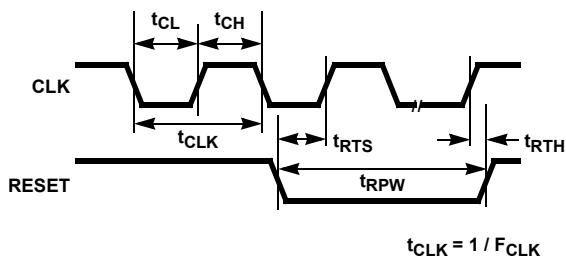 tCL tCH
CLK
tCLK
tRTS
tRTH
tRPW
RESET
tCLK = 1 / FCLK